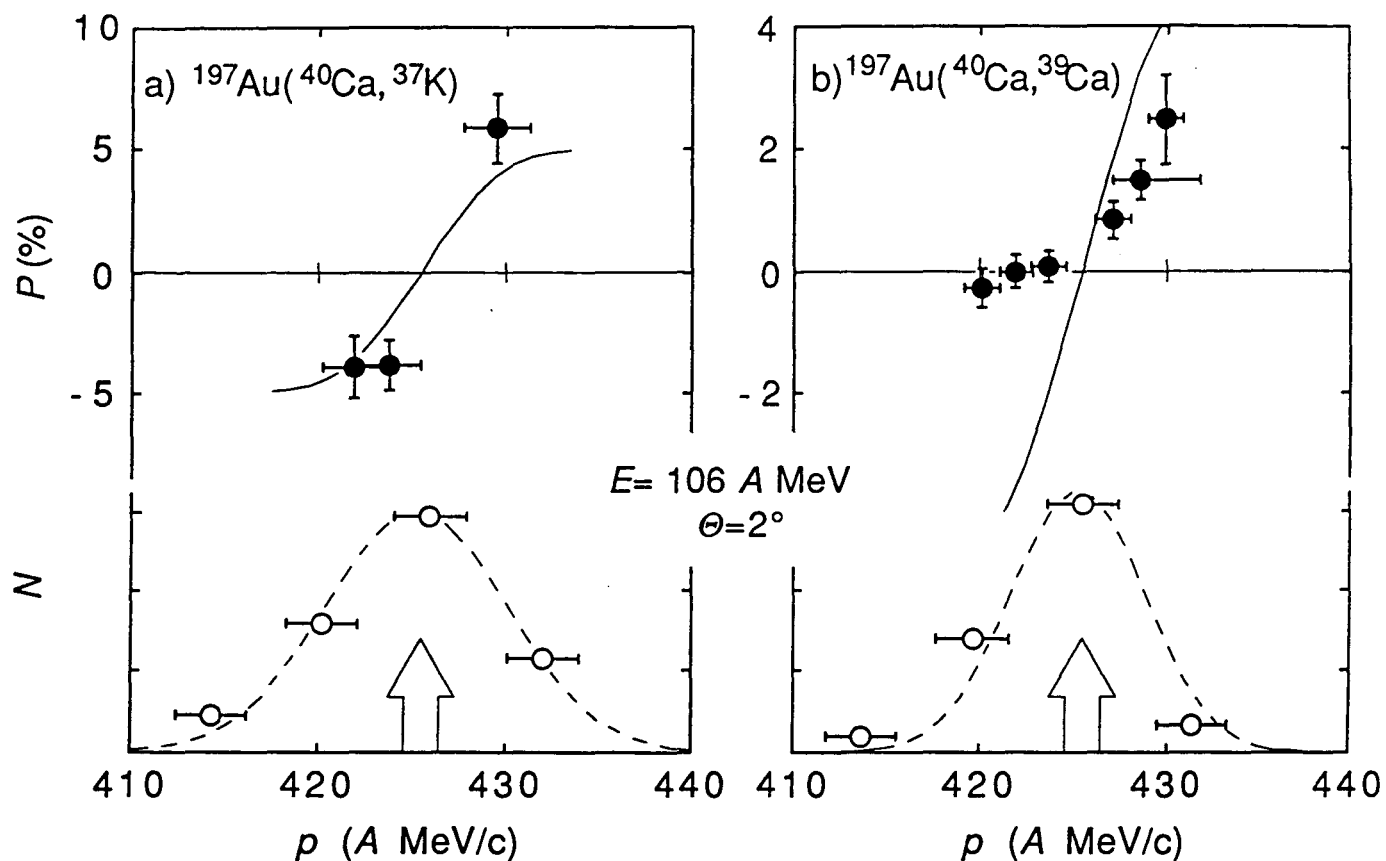 10
5
0
- 5
P (%)
N
a) ¹⁹⁷Au(⁴⁰Ca,³⁷K)
410 420 430 440
p (A MeV/c)
E= 106 A MeV
Θ=2°
4
2
0
- 2
b)¹⁹⁷Au(⁴⁰Ca,³⁹Ca)
410 420 430 440
p (A MeV/c)